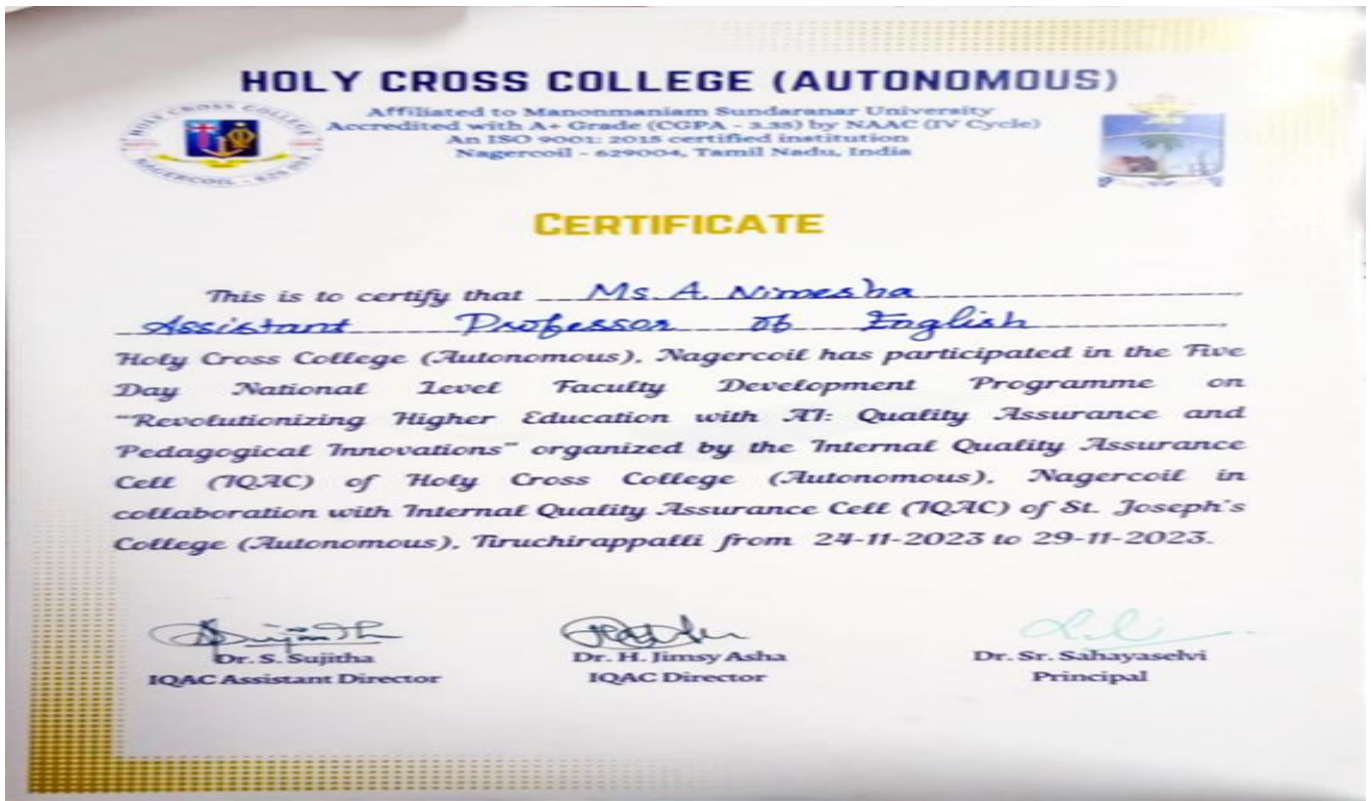 HOLY CROSS COLLEGE (AUTONOMOUS)
Affiliated to Manonmaniam Sundaranar University
Accredited with A+ Grade (CGPA - 3.35) by NAAC (IV Cycle)
An ISO 9001: 2015 certified institution
Nagercoil - 629004, Tamil Nadu, India
HOLY CROSS COLLEGE
NAGERCOIL - 629 004
CERTIFICATE
This is to certify that Ms. A. Nimesha,
Assistant Professor of English,
Holy Cross College (Autonomous), Nagercoil has participated in the Five
Day National Level Faculty Development Programme on
"Revolutionizing Higher Education with AI: Quality Assurance and
Pedagogical Innovations" organized by the Internal Quality Assurance
Cell (IQAC) of Holy Cross College (Autonomous), Nagercoil in
collaboration with Internal Quality Assurance Cell (IQAC) of St. Joseph's
College (Autonomous), Tiruchirappalli from 24-11-2023 to 29-11-2023.
Dr. S. Sujitha
IQAC Assistant Director
Dr. H. Jimsy Asha
IQAC Director
Dr. Sr. Sahayaselvi
Principal